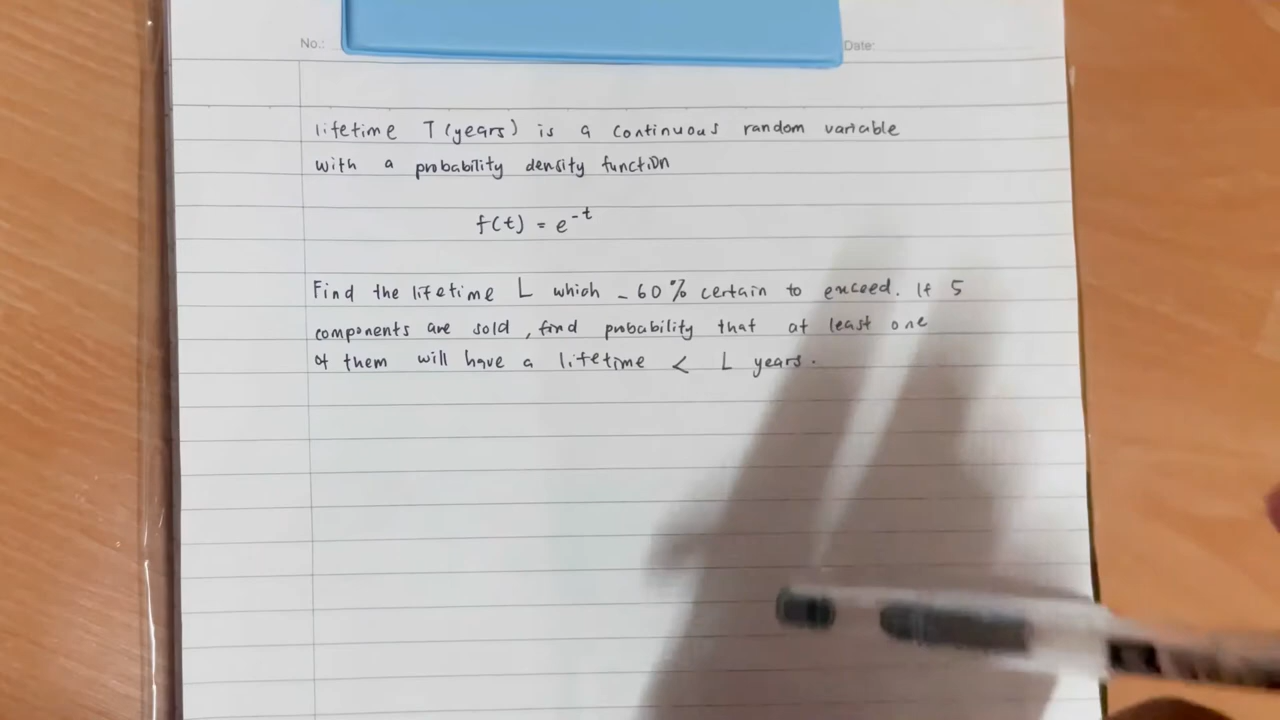 No.: Date:
lifetime T (years) is a continuous random variable
with a probability density function
f(t) = e^-t
Find the lifetime L which _ 60% certain to exceed. If 5
components are sold, find probability that at least one
of them will have a lifetime < L years.